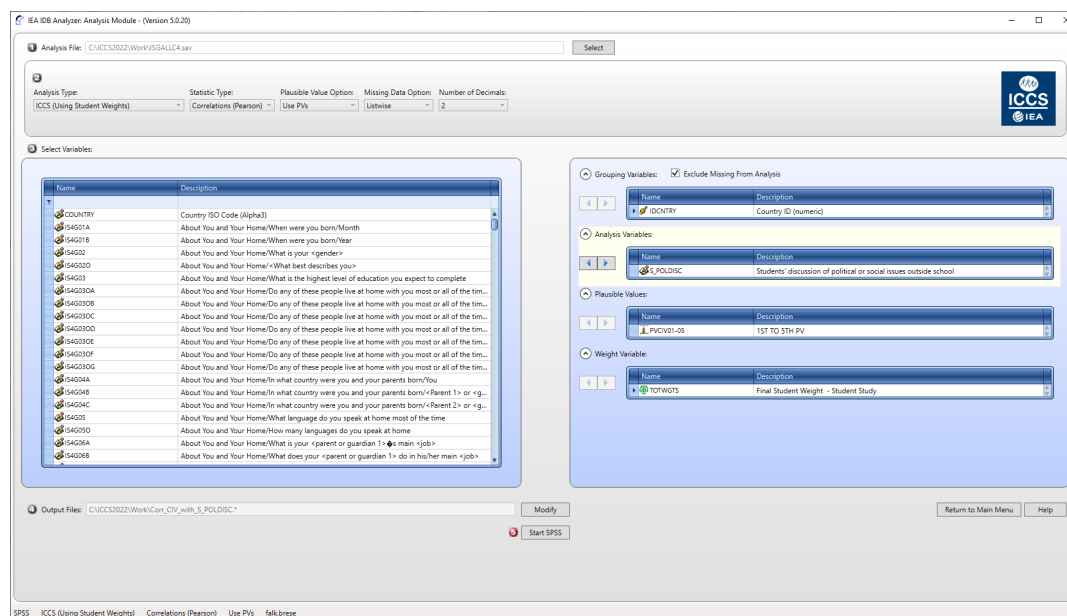 IEA IDB Analyzer: Analysis Module - (Version 5.0.20)
1 Analysis File: C:\ICCS2022\Work\ISGALLC4.sav Select
2
Analysis Type: Statistic Type: Plausible Value Option: Missing Data Option: Number of Decimals:
ICCS (Using Student Weights) Correlations (Pearson) Use PVs Listwise 2
ICCS
IEA
3 Select Variables:
Name Description
COUNTRY Country ISO Code (Alpha3)
IS4G01A About You and Your Home/When were you born/Month
IS4G01B About You and Your Home/When were you born/Year
IS4G02 About You and Your Home/What is your <gender>
IS4G02O About You and Your Home/<What best describes you>
IS4G03 About You and Your Home/What is the highest level of education you expect to complete
IS4G03OA About You and Your Home/Do any of these people live at home with you most or all of the tim...
IS4G03OB About You and Your Home/Do any of these people live at home with you most or all of the tim...
IS4G03OC About You and Your Home/Do any of these people live at home with you most or all of the tim...
IS4G03OD About You and Your Home/Do any of these people live at home with you most or all of the tim...
IS4G03OE About You and Your Home/Do any of these people live at home with you most or all of the tim...
IS4G03OF About You and Your Home/Do any of these people live at home with you most or all of the tim...
IS4G03OG About You and Your Home/Do any of these people live at home with you most or all of the tim...
IS4G04A About You and Your Home/In what country were you and your parents born/You
IS4G04B About You and Your Home/In what country were you and your parents born/<Parent 1> or <g...
IS4G04C About You and Your Home/In what country were you and your parents born/<Parent 2> or <g...
IS4G05 About You and Your Home/What language do you speak at home most of the time
IS4G05O About You and Your Home/How many languages do you speak at home
IS4G06A About You and Your Home/What is your <parent or guardian 1>�s main <job>
IS4G06B About You and Your Home/What does your <parent or guardian 1> do in his/her main <job>
Grouping Variables: Exclude Missing From Analysis
Name Description
IDCNTRY Country ID (numeric)
Analysis Variables:
Name Description
S_POLDISC Students' discussion of political or social issues outside school
Plausible Values:
Name Description
PVCIV01-05 1ST TO 5TH PV
Weight Variable:
Name Description
TOTWGTS Final Student Weight - Student Study
4 Output Files: C:\ICCS2022\Work\Corr_CIV_with_S_POLDISC.* Modify
Return to Main Menu Help
5 Start SPSS
SPSS ICCS (Using Student Weights) Correlations (Pearson) Use PVs falk.brese